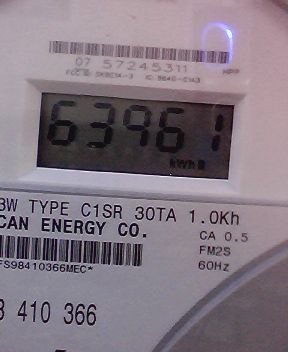 07 57245311
63961
kWh
3W TYPE C1SR 30TA 1.0Kh
CAN ENERGY CO.
CA 0.5
FM2S
60Hz
FS98410366MEC*
3 410 366